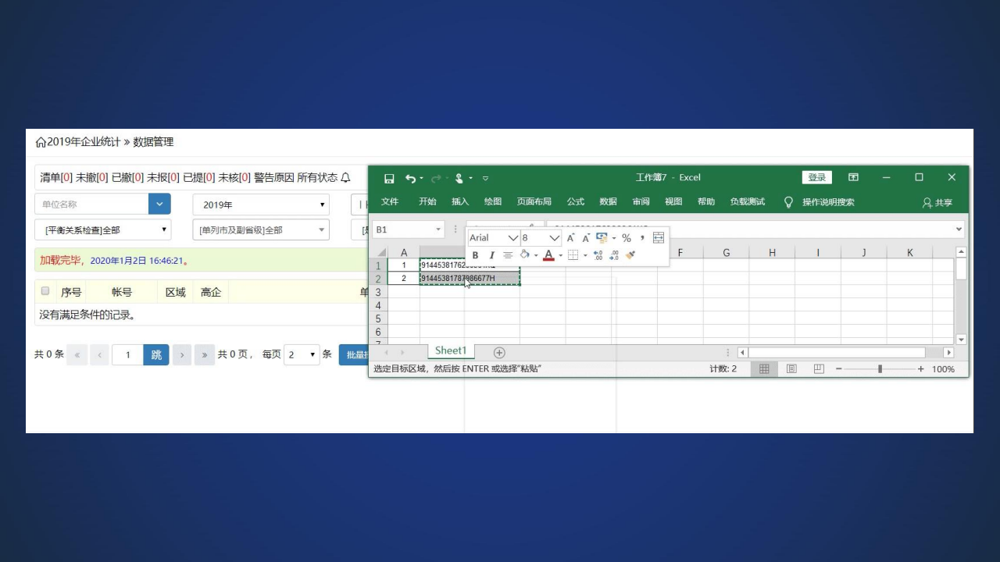 2019年企业统计 » 数据管理
清单[0] 未撤[0] 已撤[0] 未报[0] 已提[0] 未核[0] 警告原因 所有状态
单位名称
2019年
[平衡关系检查]全部
[单列市及副省级]全部
加载完毕，2020年1月2日 16:46:21。
序号 帐号 区域 高企
没有满足条件的记录。
共 0 条 « ‹ 1 跳 › » 共 0 页， 每页 2 条
工作簿7 - Excel
登录
文件 开始 插入 绘图 页面布局 公式 数据 审阅 视图 帮助 负载测试 操作说明搜索 共享
B1
Arial 8 A A % ,
B I A
A F G H I J K
1 1
2 2 91445381787986677H
3
4
5
6
Sheet1
选定目标区域，然后按 ENTER 或选择"粘贴"
计数: 2
100%